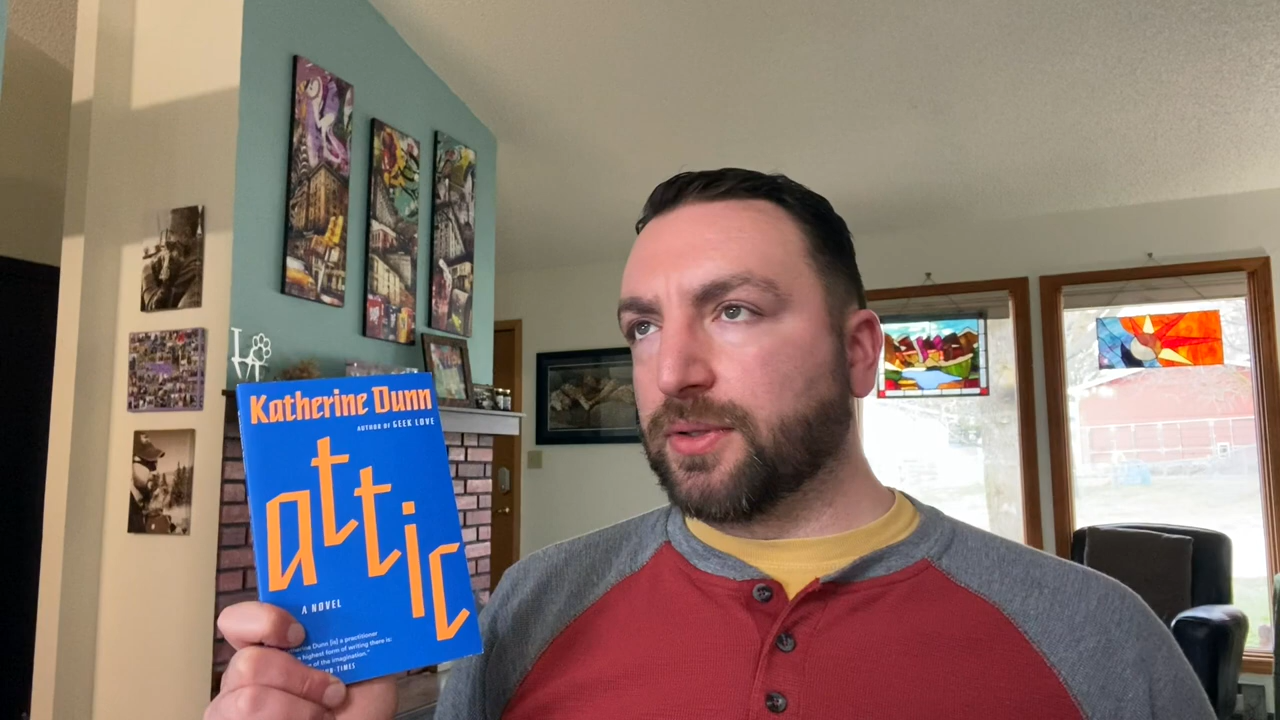 Katherine Dunn
AUTHOR OF GEEK LOVE
attic
A NOVEL
Dunn [is] a practitioner
highest form of writing there is:
of the imagination."
TIMES